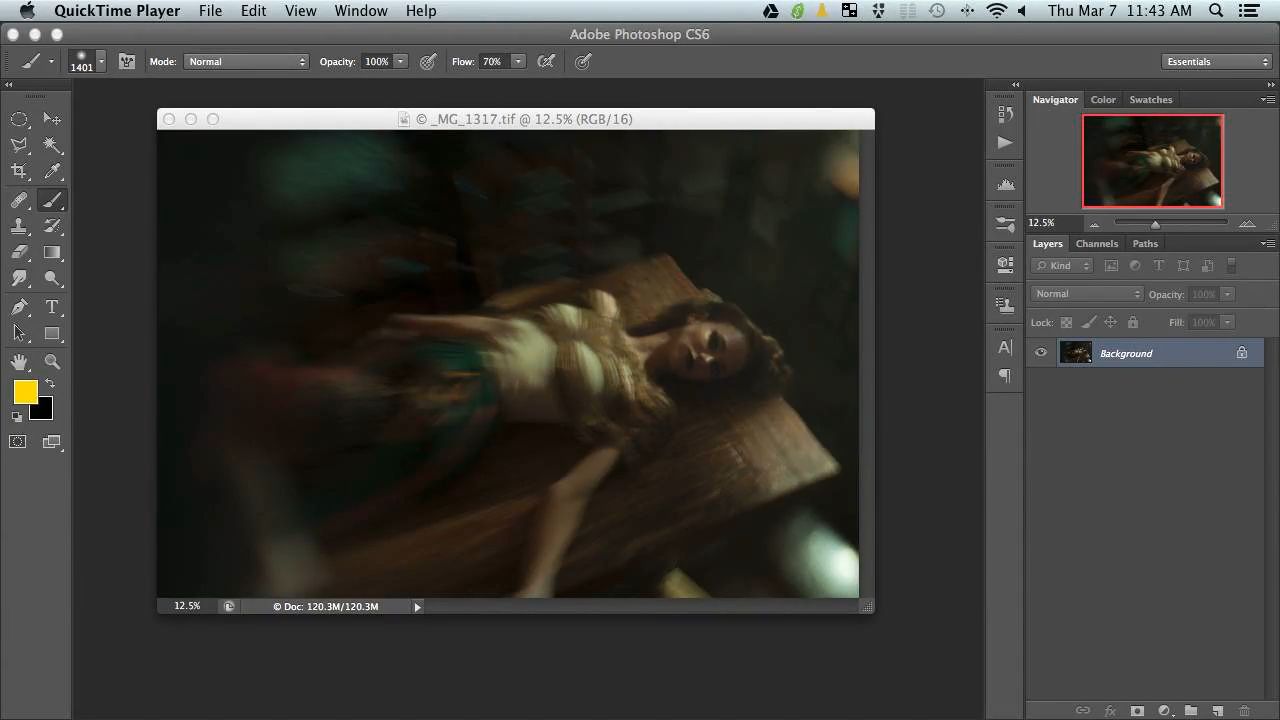 QuickTime Player File Edit View Window Help Thu Mar 7 11:43 AM
Adobe Photoshop CS6
1401 Mode: Normal Opacity: 100% Flow: 70% Essentials
© _MG_1317.tif @ 12.5% (RGB/16)
Navigator Color Swatches
12.5%
Layers Channels Paths
Kind
Normal Opacity: 100%
Lock: Fill: 100%
Background
12.5% © Doc: 120.3M/120.3M